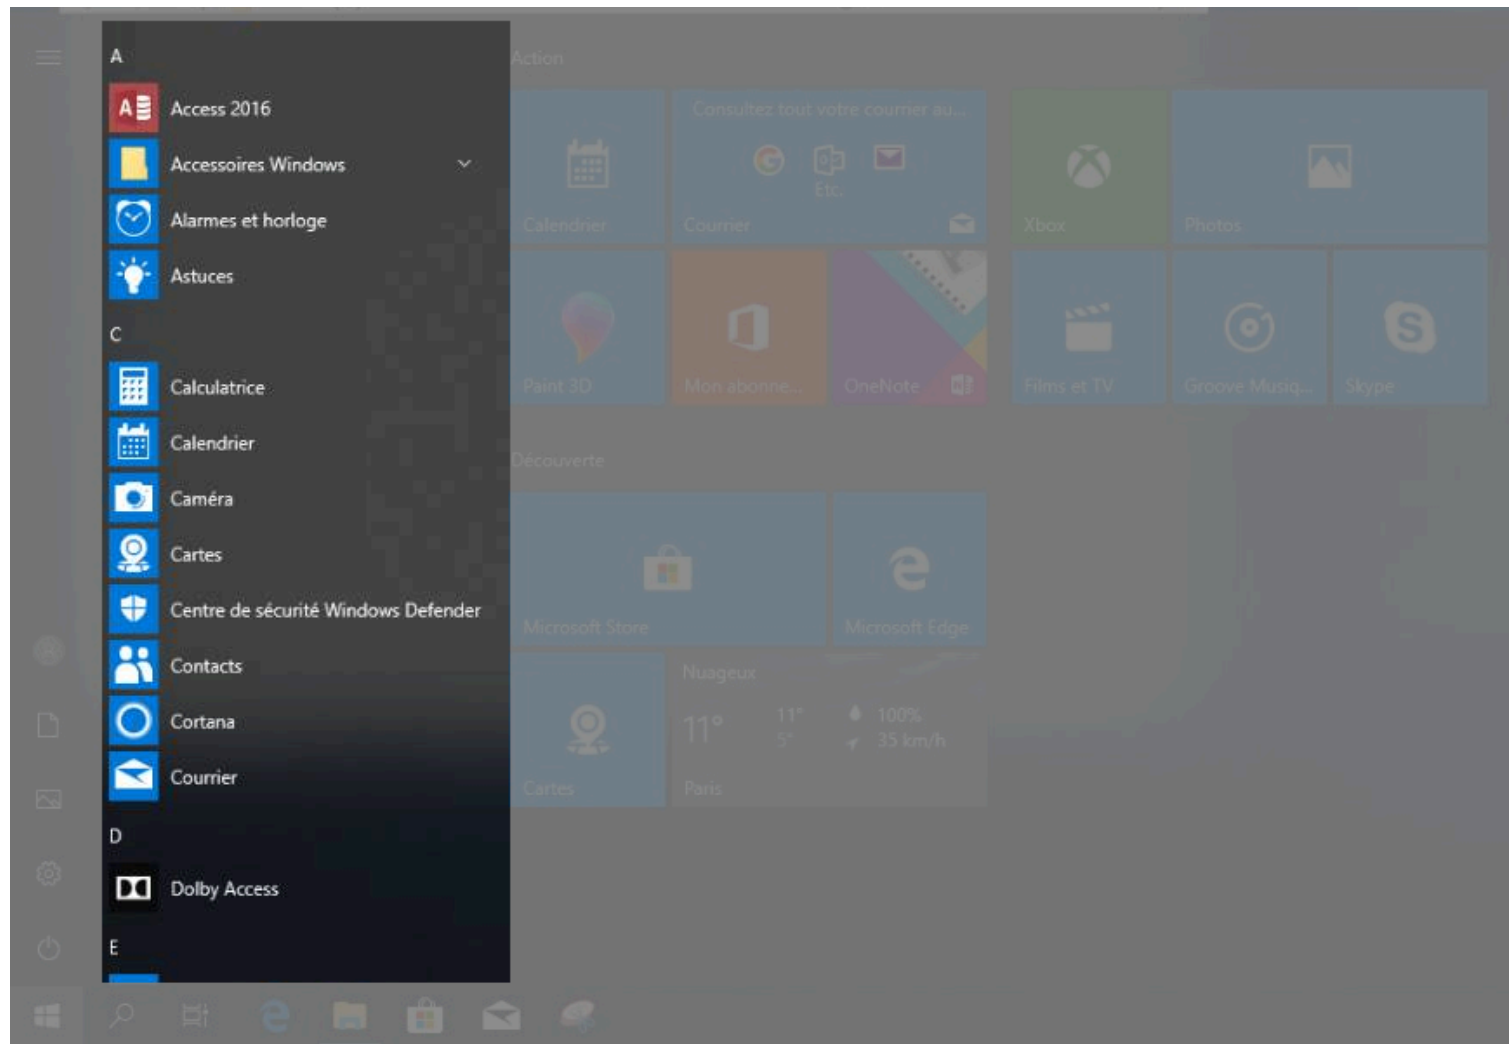 A
Access 2016
Accessoires Windows
Alarmes et horloge
Astuces
C
Calculatrice
Calendrier
Caméra
Cartes
Centre de sécurité Windows Defender
Contacts
Cortana
Courrier
D
Dolby Access
E
Action
Consultez tout votre courrier au...
Etc.
Calendrier
Courrier
Xbox
Photos
Paint 3D
Mon abonne...
OneNote
Films et TV
Groove Musiq...
Skype
Découverte
Microsoft Store
Microsoft Edge
Cartes
Nuageux
11° 11° 100%
5° 35 km/h
Paris